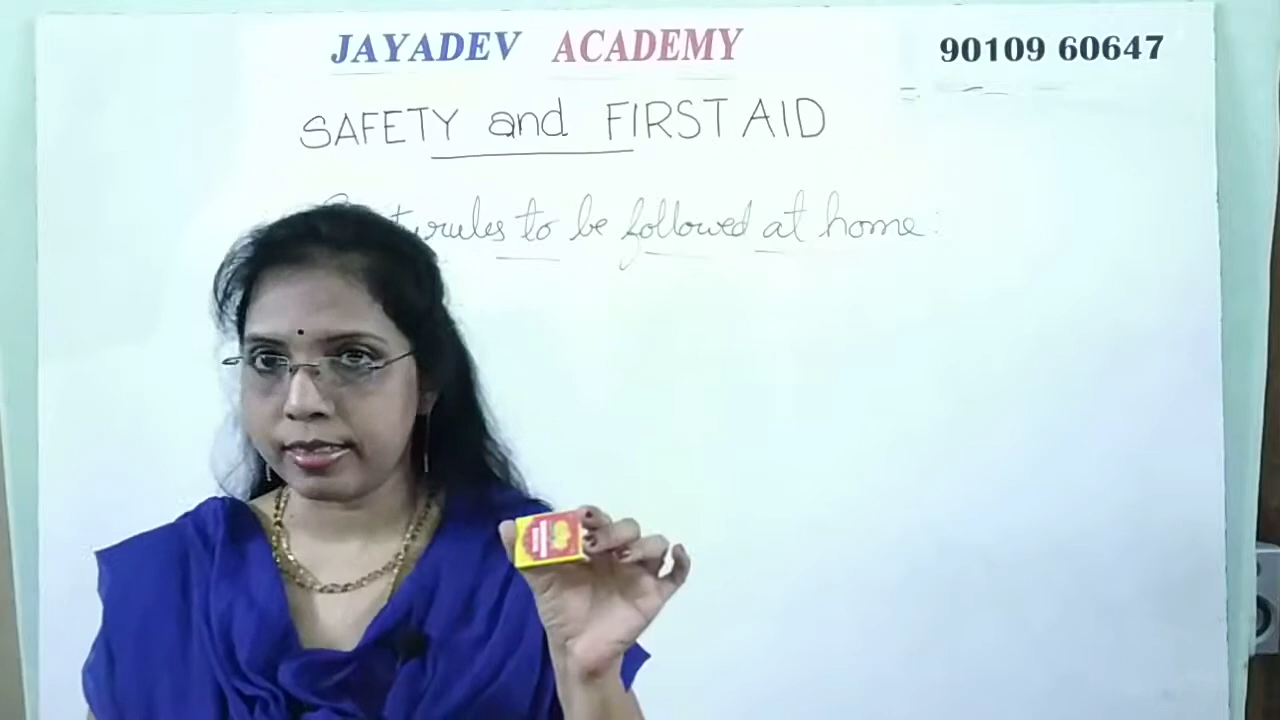 JAYADEV ACADEMY 90109 60647
SAFETY and FIRST AID
rules to be followed at home: